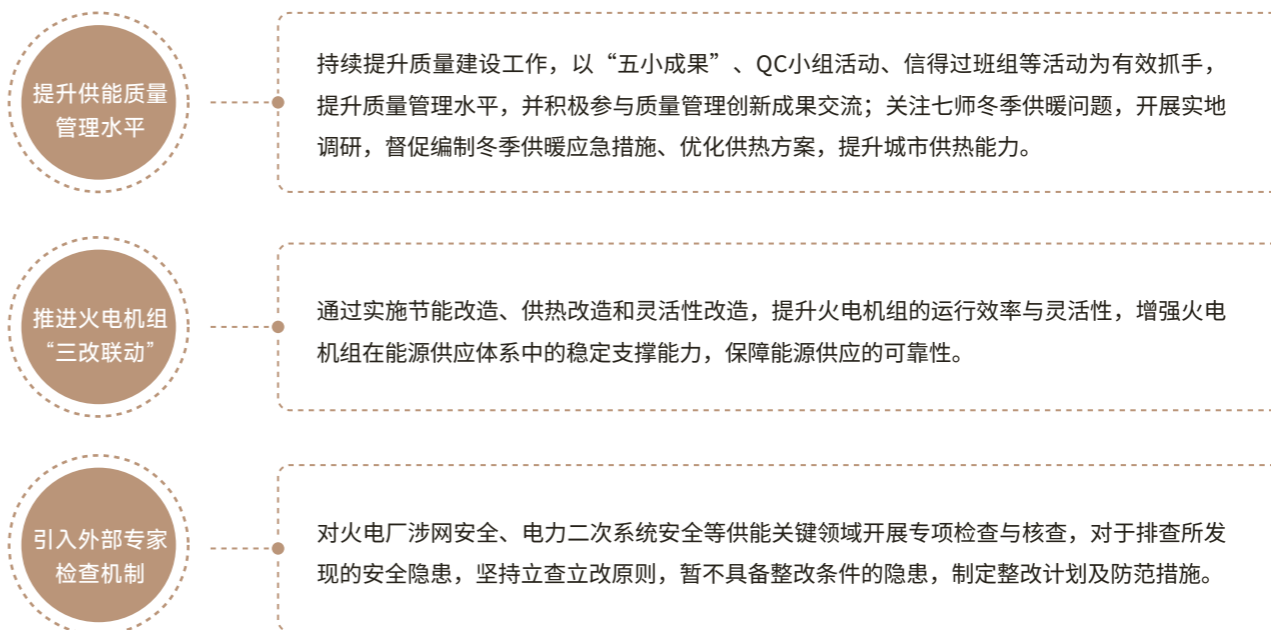 提升供能质量
管理水平
持续提升质量建设工作，以“五小成果”、QC小组活动、信得过班组等活动为有效抓手，
提升质量管理水平，并积极参与质量管理创新成果交流；关注七师冬季供暖问题，开展实地
调研，督促编制冬季供暖应急措施、优化供热方案，提升城市供热能力。
推进火电机组
“三改联动”
通过实施节能改造、供热改造和灵活性改造，提升火电机组的运行效率与灵活性，增强火电
机组在能源供应体系中的稳定支撑能力，保障能源供应的可靠性。
引入外部专家
检查机制
对火电厂涉网安全、电力二次系统安全等供能关键领域开展专项检查与核查，对于排查所发
现的安全隐患，坚持立查立改原则，暂不具备整改条件的隐患，制定整改计划及防范措施。